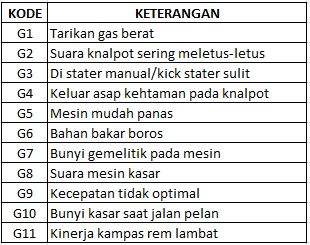 KODE KETERANGAN
G1 Tarikan gas berat
G2 Suara knalpot sering meletus-letus
G3 Di stater manual/kick stater sulit
G4 Keluar asap kehtaman pada knalpot
G5 Mesin mudah panas
G6 Bahan bakar boros
G7 Bunyi gemelitik pada mesin
G8 Suara mesin kasar
G9 Kecepatan tidak optimal
G10 Bunyi kasar saat jalan pelan
G11 Kinerja kampas rem lambat